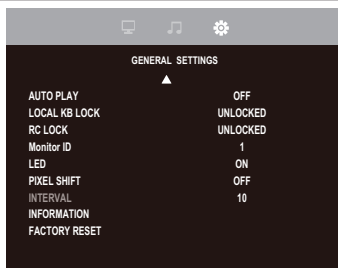 GENERAL SETTINGS
AUTO PLAY OFF
LOCAL KB LOCK UNLOCKED
RC LOCK UNLOCKED
Monitor ID 1
LED ON
PIXEL SHIFT OFF
INTERVAL 10
INFORMATION
FACTORY RESET